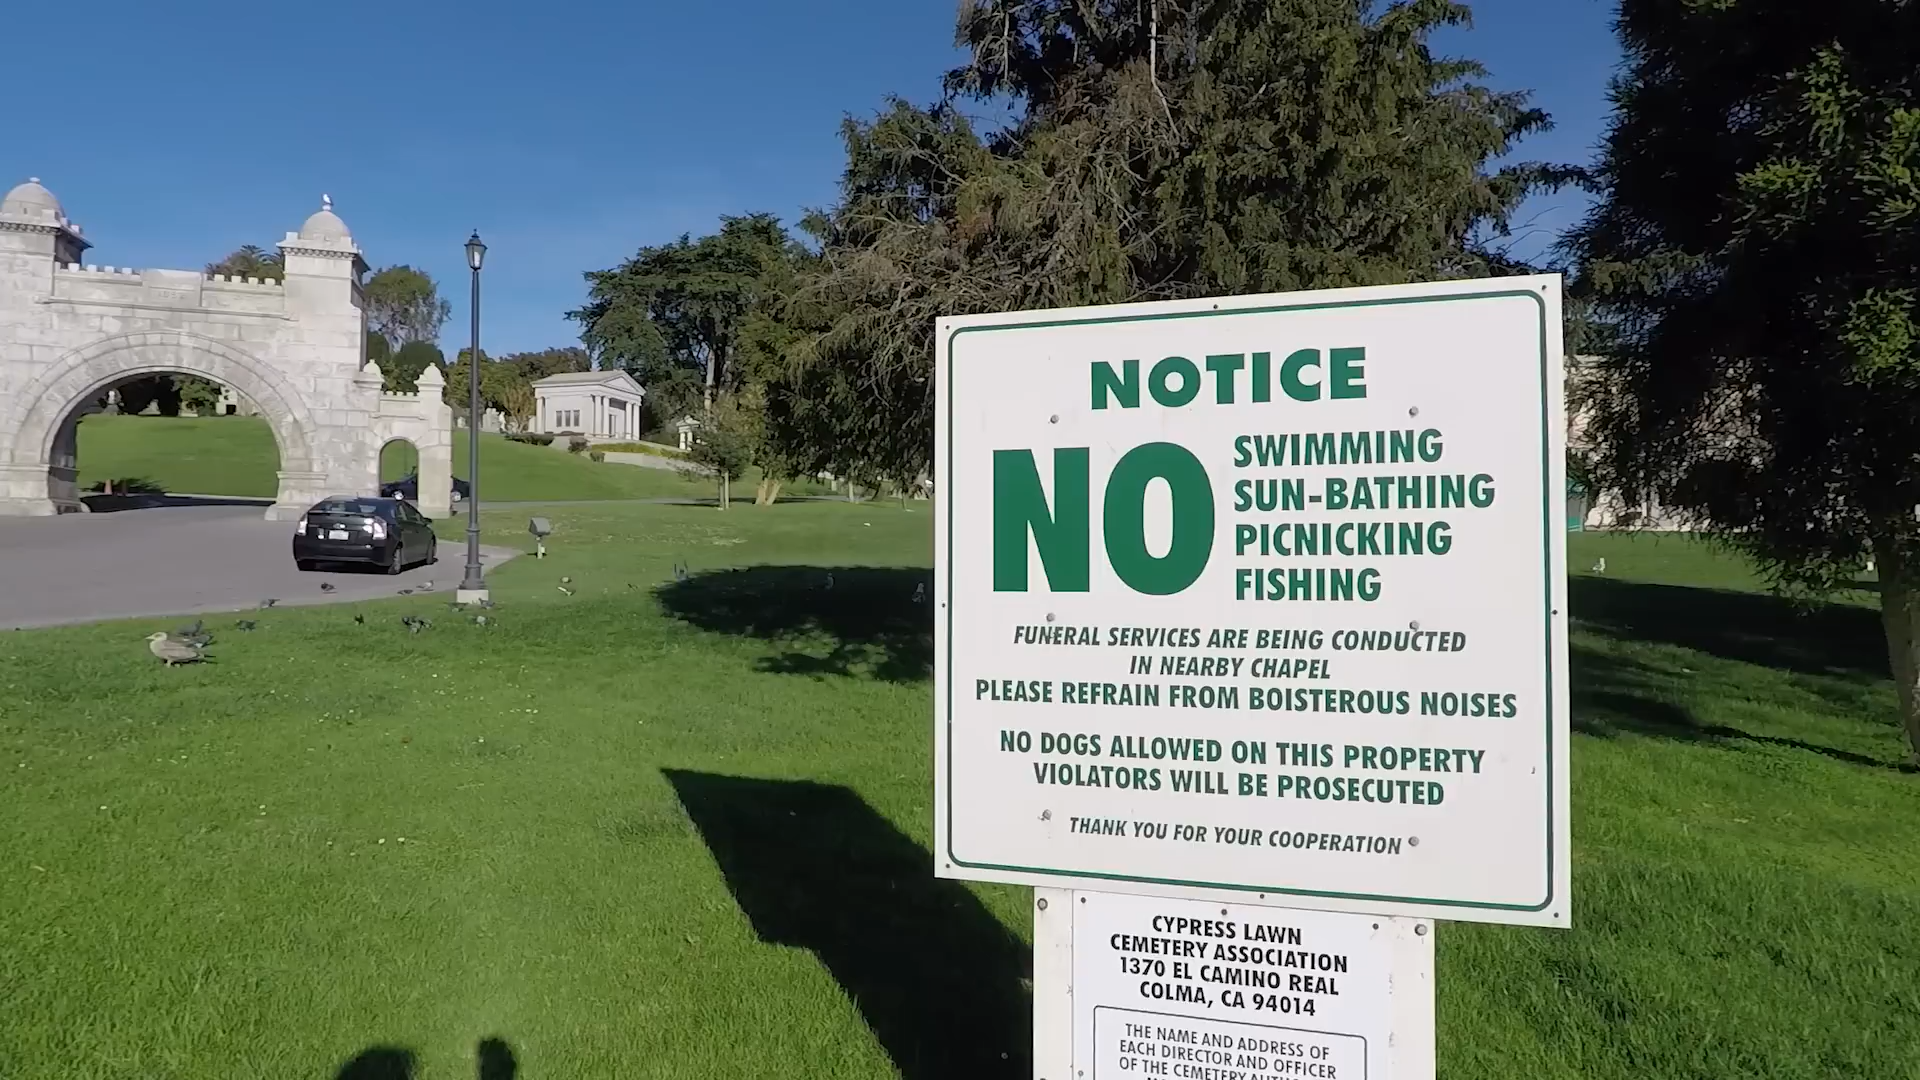 NOTICE
NO
SWIMMING
SUN-BATHING
PICNICKING
FISHING
FUNERAL SERVICES ARE BEING CONDUCTED
IN NEARBY CHAPEL
PLEASE REFRAIN FROM BOISTEROUS NOISES
NO DOGS ALLOWED ON THIS PROPERTY
VIOLATORS WILL BE PROSECUTED
THANK YOU FOR YOUR COOPERATION
CYPRESS LAWN
CEMETERY ASSOCIATION
1370 EL CAMINO REAL
COLMA, CA 94014
THE NAME AND ADDRESS OF
EACH DIRECTOR AND OFFICER
OF THE CEMETERY